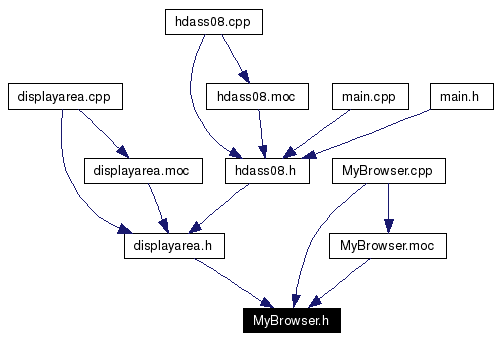 hdass08.cpp
displayarea.cpp
hdass08.moc
main.cpp
main.h
displayarea.moc
hdass08.h
MyBrowser.cpp
displayarea.h
MyBrowser.moc
MyBrowser.h